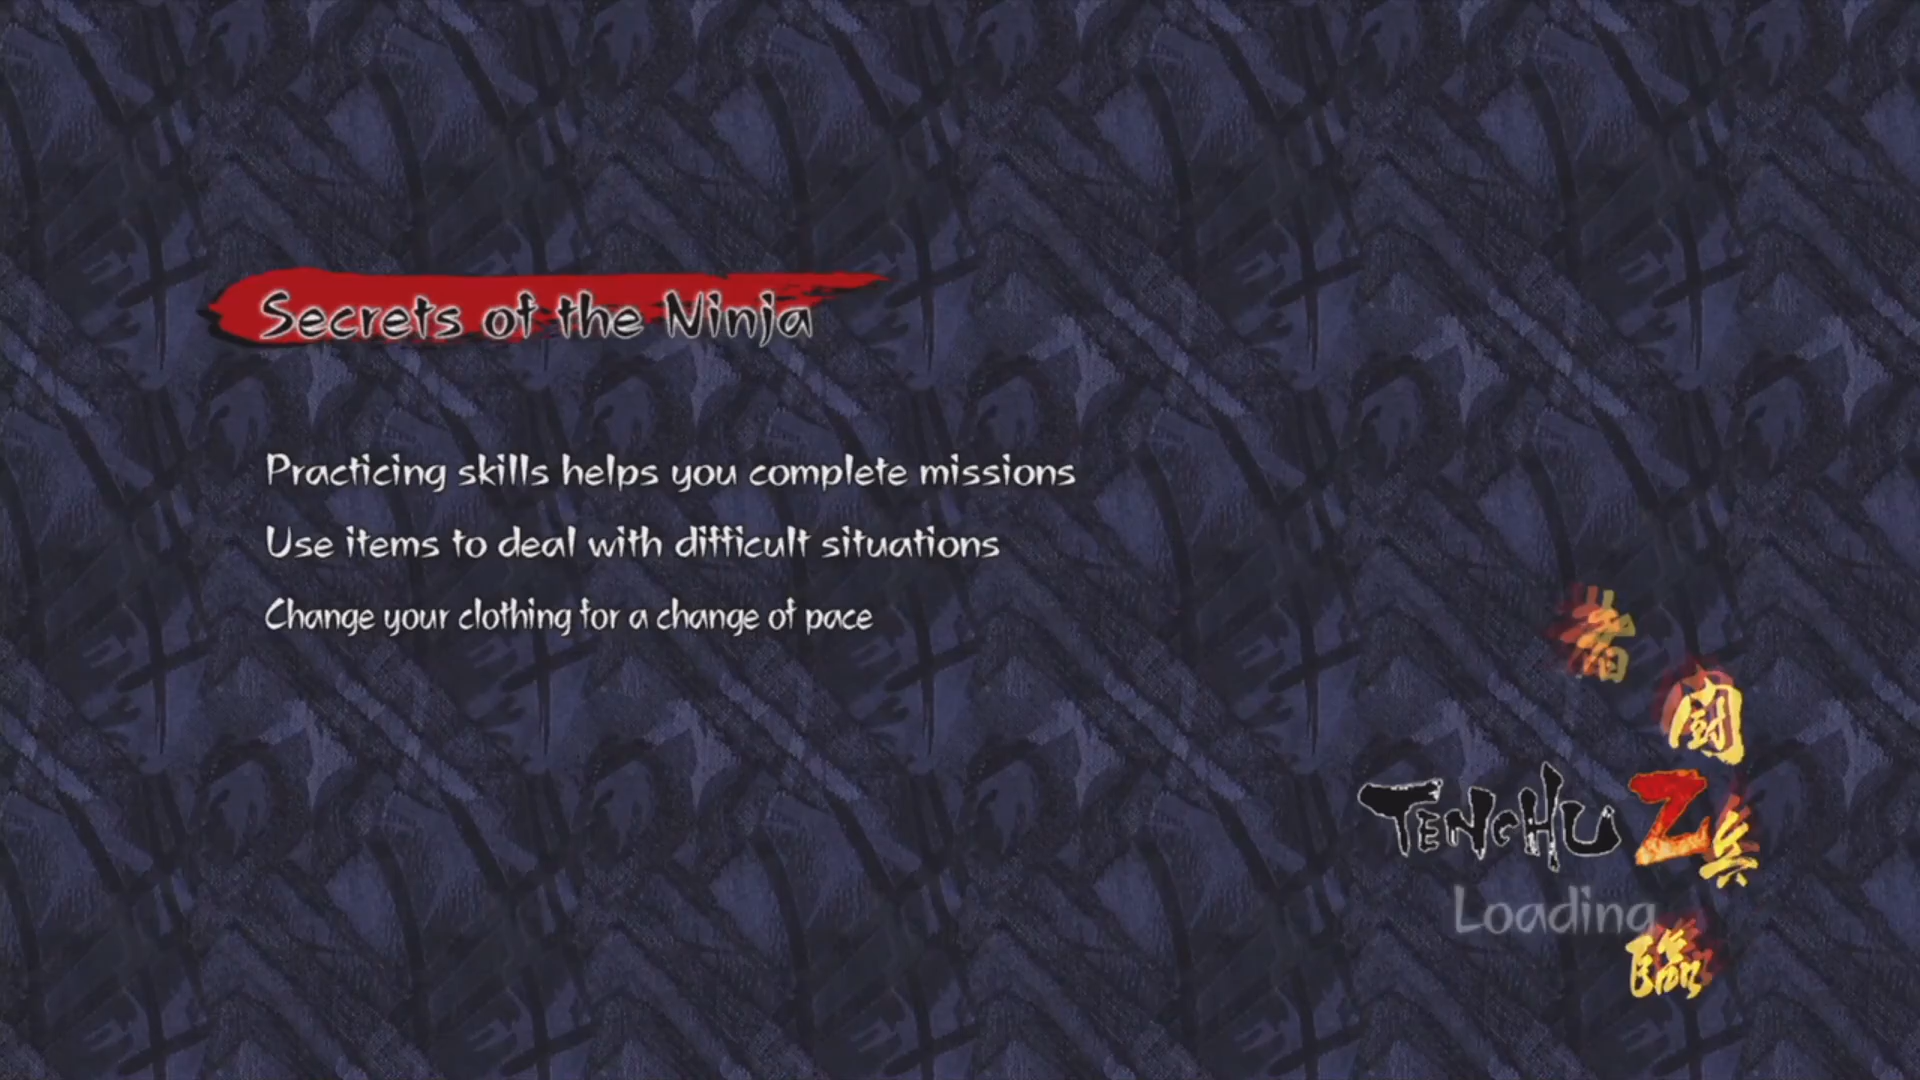 Secrets of the Ninja
Practicing skills helps you complete missions
Use items to deal with difficult situations
Change your clothing for a change of pace
者
闘
TENCHU Z
兵
Loading
臨